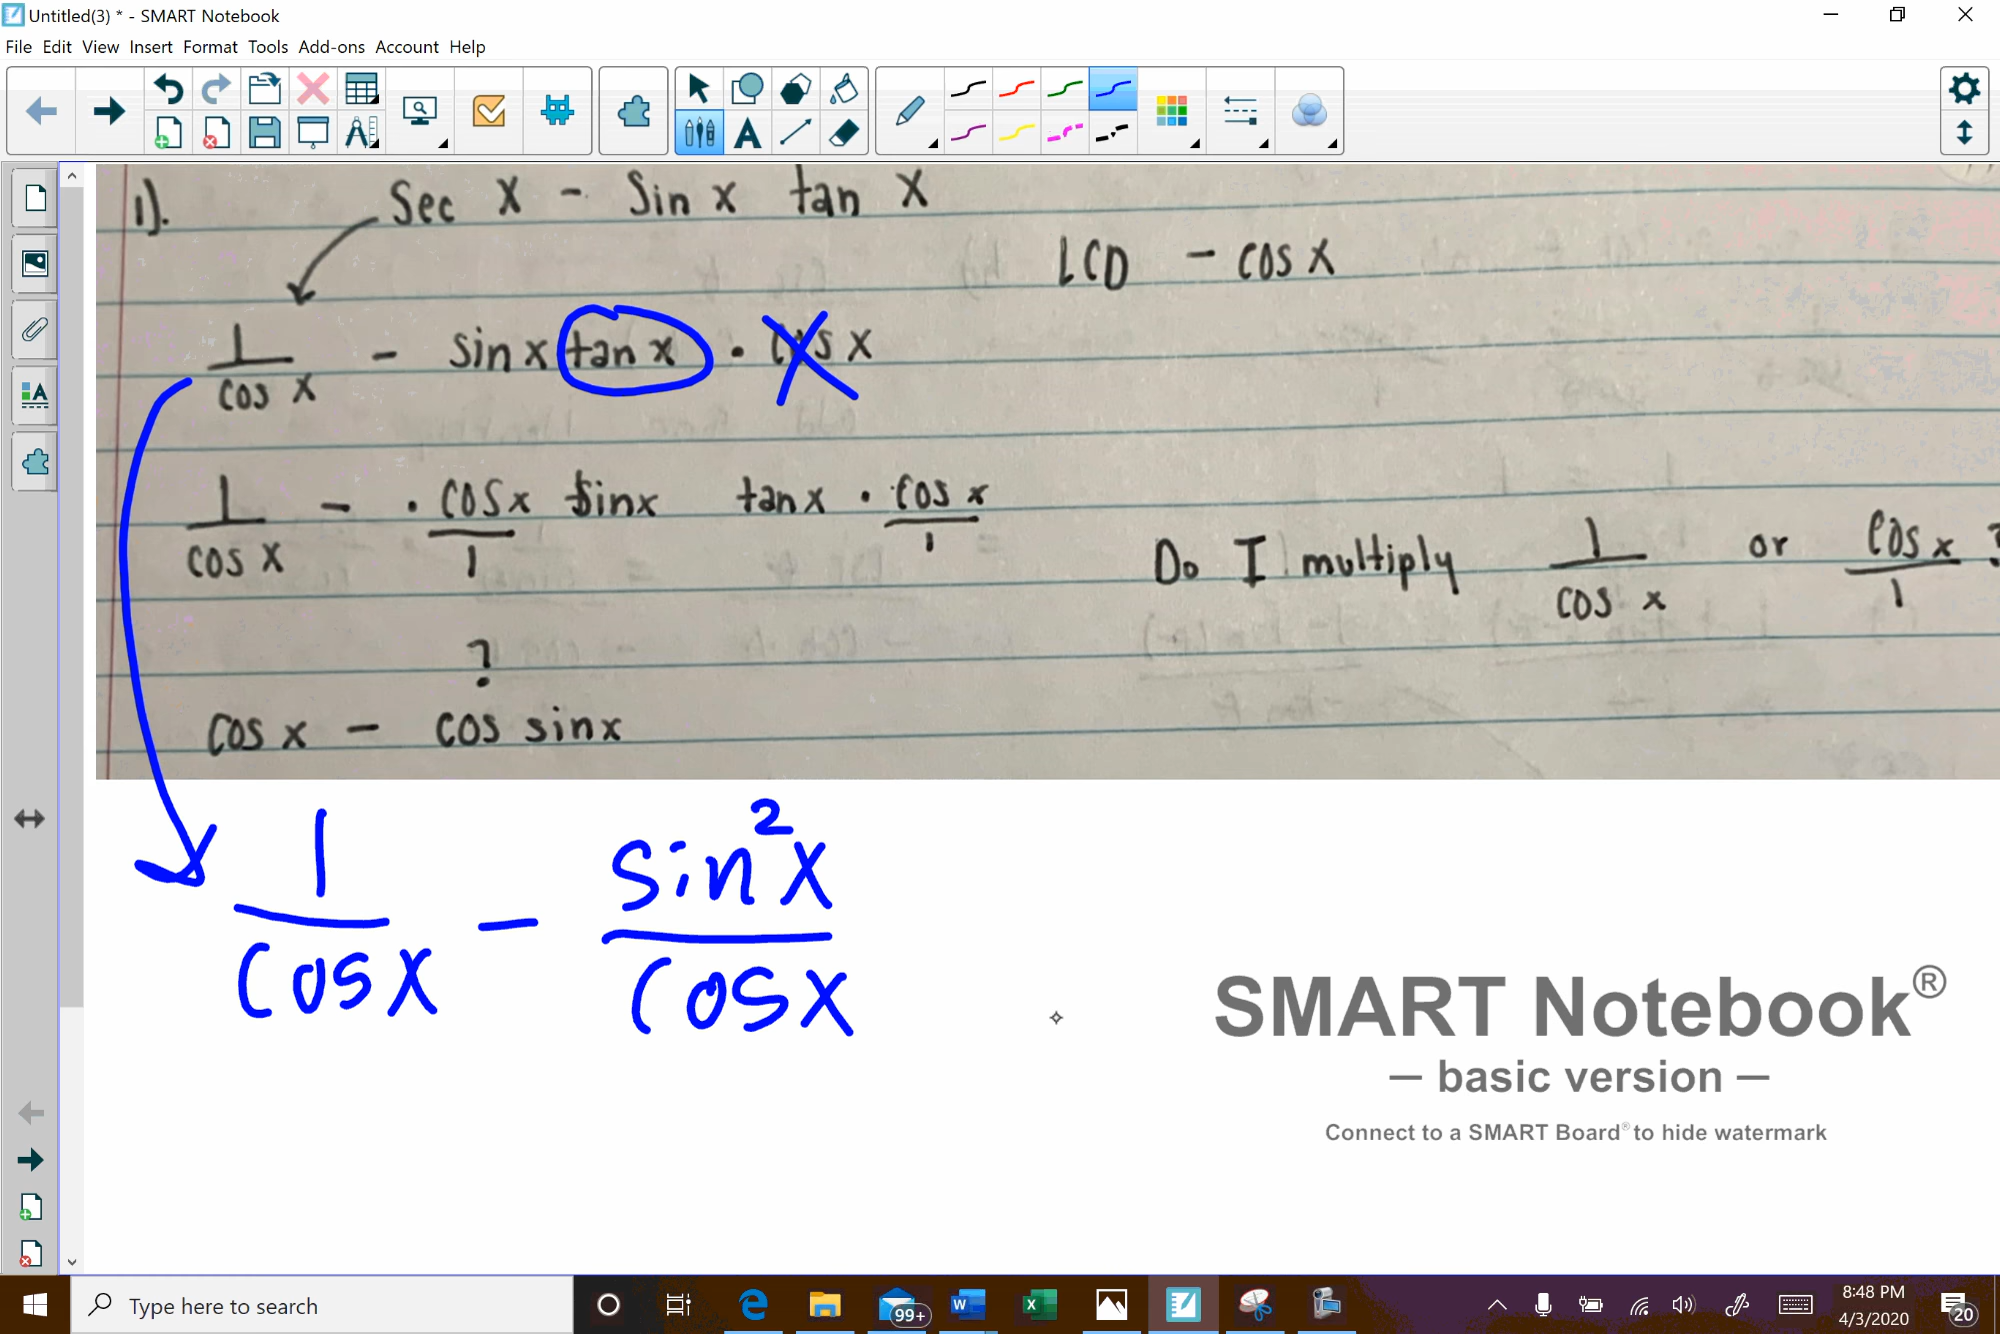 Untitled(3) * - SMART Notebook
File Edit View Insert Format Tools Add-ons Account Help
1). Sec x - Sin x tan x
LCD - cos x
1/cos x - sin x tan x · cos x
1/cos x - · cosx/1 sinx tanx · cos x/1
Do I multiply 1/cos x or cos x/1 ?
?
cos x - cos sinx
1/cosx - sin²x/cosx
SMART Notebook®
— basic version —
Connect to a SMART Board® to hide watermark
Type here to search
99+
8:48 PM
4/3/2020
20